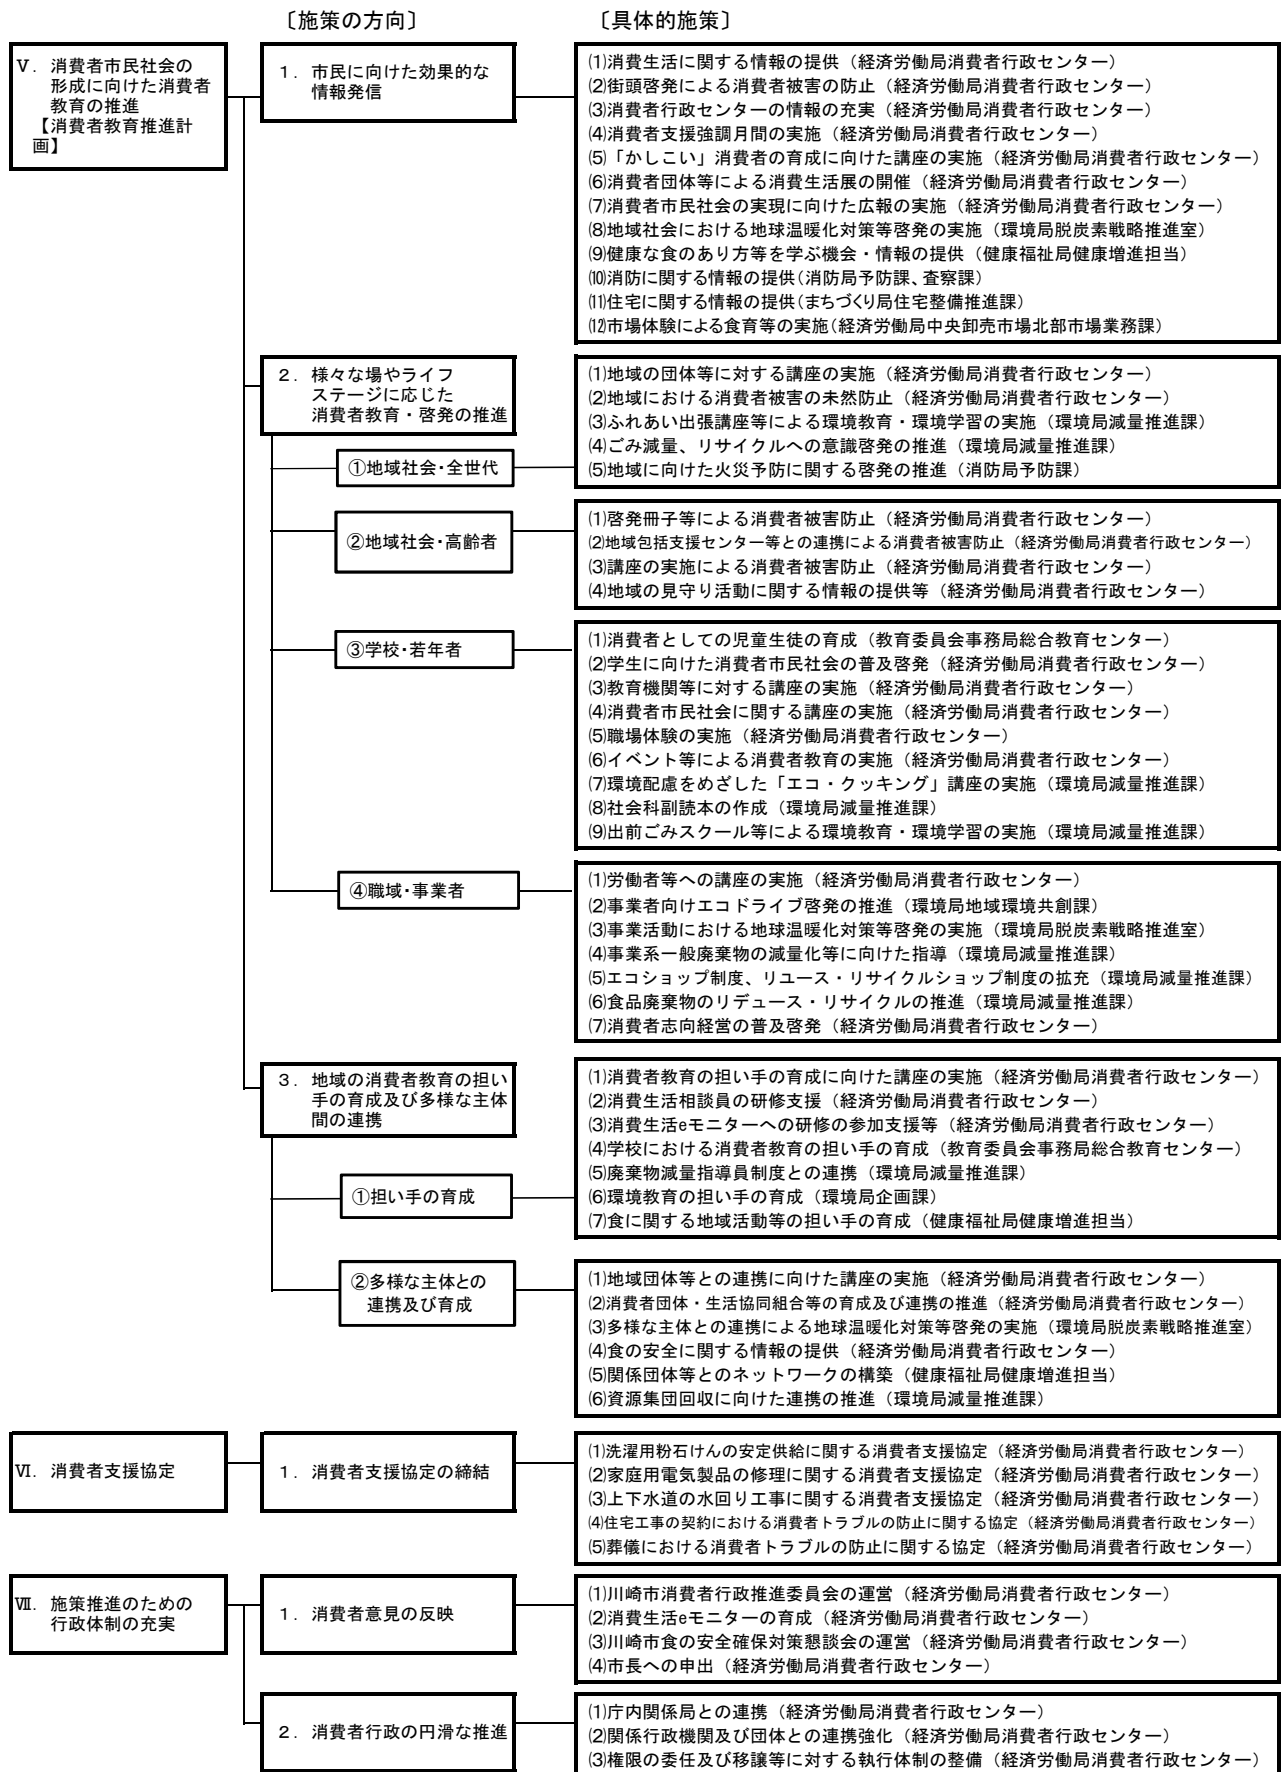 〔施策の方向〕
〔具体的施策〕
Ⅴ．消費者市民社会の
形成に向けた消費者
教育の推進
【消費者教育推進計
画】
１．市民に向けた効果的な
情報発信
⑴消費生活に関する情報の提供（経済労働局消費者行政センター）
⑵街頭啓発による消費者被害の防止（経済労働局消費者行政センター）
⑶消費者行政センターの情報の充実（経済労働局消費者行政センター）
⑷消費者支援強調月間の実施（経済労働局消費者行政センター）
⑸「かしこい」消費者の育成に向けた講座の実施（経済労働局消費者行政センター）
⑹消費者団体等による消費生活展の開催（経済労働局消費者行政センター）
⑺消費者市民社会の実現に向けた広報の実施（経済労働局消費者行政センター）
⑻地域社会における地球温暖化対策等啓発の実施（環境局脱炭素戦略推進室）
⑼健康な食のあり方等を学ぶ機会・情報の提供（健康福祉局健康増進担当）
⑽消防に関する情報の提供（消防局予防課、査察課）
⑾住宅に関する情報の提供（まちづくり局住宅整備推進課）
⑿市場体験による食育等の実施（経済労働局中央卸売市場北部市場業務課）
２．様々な場やライフ
ステージに応じた
消費者教育・啓発の推進
①地域社会・全世代
⑴地域の団体等に対する講座の実施（経済労働局消費者行政センター）
⑵地域における消費者被害の未然防止（経済労働局消費者行政センター）
⑶ふれあい出張講座等による環境教育・環境学習の実施（環境局減量推進課）
⑷ごみ減量、リサイクルへの意識啓発の推進（環境局減量推進課）
⑸地域に向けた火災予防に関する啓発の推進（消防局予防課）
②地域社会・高齢者
⑴啓発冊子等による消費者被害防止（経済労働局消費者行政センター）
⑵地域包括支援センター等との連携による消費者被害防止（経済労働局消費者行政センター）
⑶講座の実施による消費者被害防止（経済労働局消費者行政センター）
⑷地域の見守り活動に関する情報の提供等（経済労働局消費者行政センター）
③学校・若年者
⑴消費者としての児童生徒の育成（教育委員会事務局総合教育センター）
⑵学生に向けた消費者市民社会の普及啓発（経済労働局消費者行政センター）
⑶教育機関等に対する講座の実施（経済労働局消費者行政センター）
⑷消費者市民社会に関する講座の実施（経済労働局消費者行政センター）
⑸職場体験の実施（経済労働局消費者行政センター）
⑹イベント等による消費者教育の実施（経済労働局消費者行政センター）
⑺環境配慮をめざした「エコ・クッキング」講座の実施（環境局減量推進課）
⑻社会科副読本の作成（環境局減量推進課）
⑼出前ごみスクール等による環境教育・環境学習の実施（環境局減量推進課）
④職域・事業者
⑴労働者等への講座の実施（経済労働局消費者行政センター）
⑵事業者向けエコドライブ啓発の推進（環境局地域環境共創課）
⑶事業活動における地球温暖化対策等啓発の実施（環境局脱炭素戦略推進室）
⑷事業系一般廃棄物の減量化等に向けた指導（環境局減量推進課）
⑸エコショップ制度、リユース・リサイクルショップ制度の拡充（環境局減量推進課）
⑹食品廃棄物のリデュース・リサイクルの推進（環境局減量推進課）
⑺消費者志向経営の普及啓発（経済労働局消費者行政センター）
３．地域の消費者教育の担い
手の育成及び多様な主体
間の連携
①担い手の育成
⑴消費者教育の担い手の育成に向けた講座の実施（経済労働局消費者行政センター）
⑵消費生活相談員の研修支援（経済労働局消費者行政センター）
⑶消費生活eモニターへの研修の参加支援等（経済労働局消費者行政センター）
⑷学校における消費者教育の担い手の育成（教育委員会事務局総合教育センター）
⑸廃棄物減量指導員制度との連携（環境局減量推進課）
⑹環境教育の担い手の育成（環境局企画課）
⑺食に関する地域活動等の担い手の育成（健康福祉局健康増進担当）
②多様な主体との
連携及び育成
⑴地域団体等との連携に向けた講座の実施（経済労働局消費者行政センター）
⑵消費者団体・生活協同組合等の育成及び連携の推進（経済労働局消費者行政センター）
⑶多様な主体との連携による地球温暖化対策等啓発の実施（環境局脱炭素戦略推進室）
⑷食の安全に関する情報の提供（経済労働局消費者行政センター）
⑸関係団体等とのネットワークの構築（健康福祉局健康増進担当）
⑹資源集団回収に向けた連携の推進（環境局減量推進課）
Ⅵ．消費者支援協定
１．消費者支援協定の締結
⑴洗濯用粉石けんの安定供給に関する消費者支援協定（経済労働局消費者行政センター）
⑵家庭用電気製品の修理に関する消費者支援協定（経済労働局消費者行政センター）
⑶上下水道の水回り工事に関する消費者支援協定（経済労働局消費者行政センター）
⑷住宅工事の契約における消費者トラブルの防止に関する協定（経済労働局消費者行政センター）
⑸葬儀における消費者トラブルの防止に関する協定（経済労働局消費者行政センター）
Ⅶ．施策推進のための
行政体制の充実
１．消費者意見の反映
⑴川崎市消費者行政推進委員会の運営（経済労働局消費者行政センター）
⑵消費生活eモニターの育成（経済労働局消費者行政センター）
⑶川崎市食の安全確保対策懇談会の運営（経済労働局消費者行政センター）
⑷市長への申出（経済労働局消費者行政センター）
２．消費者行政の円滑な推進
⑴庁内関係局との連携（経済労働局消費者行政センター）
⑵関係行政機関及び団体との連携強化（経済労働局消費者行政センター）
⑶権限の委任及び移譲等に対する執行体制の整備（経済労働局消費者行政センター）